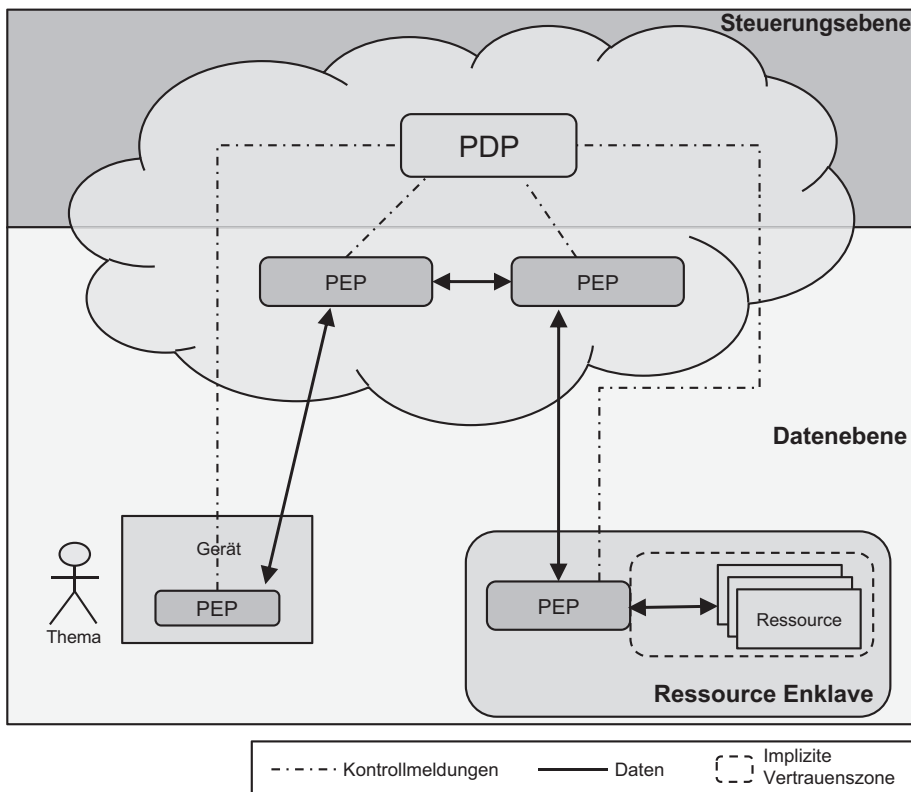 Steuerungsebene
PDP
PEP
PEP
Datenebene
Gerät
PEP
Thema
PEP
Ressource
Ressource Enklave
Kontrollmeldungen
Daten
Implizite
Vertrauenszone